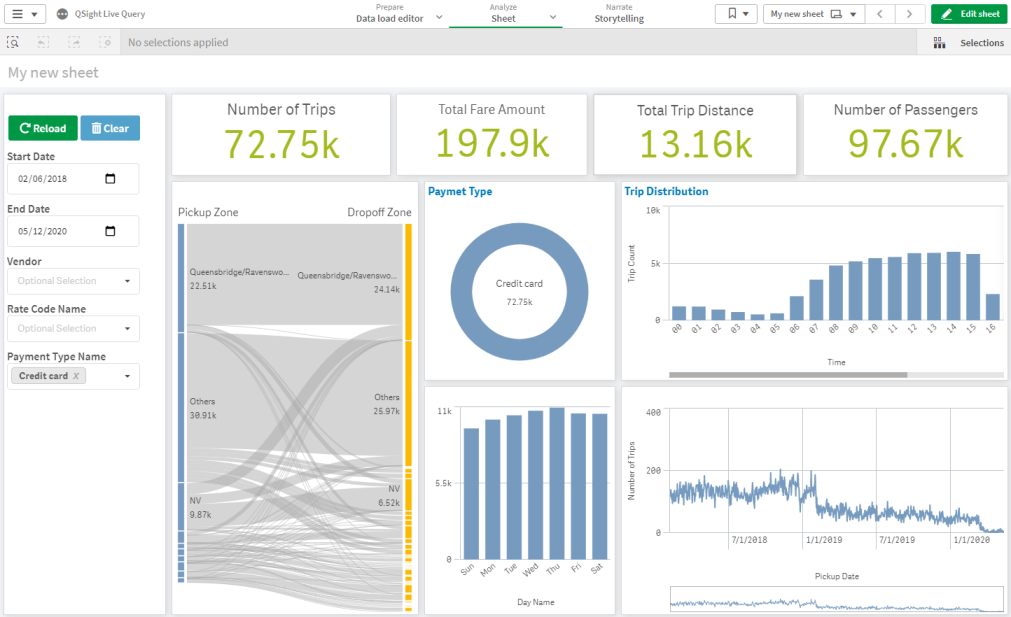 QSight Live Query
Prepare
Data load editor
Analyze
Sheet
Narrate
Storytelling
My new sheet
Edit sheet
No selections applied
Selections
My new sheet
Reload
Clear
Start Date
02/06/2018
End Date
05/12/2020
Vendor
Optional Selection
Rate Code Name
Optional Selection
Payment Type Name
Credit card X
Number of Trips
72.75k
Total Fare Amount
197.9k
Total Trip Distance
13.16k
Number of Passengers
97.67k
Pickup Zone
Dropoff Zone
Queensbridge/Ravenswo...
22.51k
Queensbridge/Ravenswo...
24.14k
Others
30.91k
Others
25.97k
NV
9.87k
NV
6.52k
Paymet Type
Credit card
72.75k
Trip Distribution
Trip Count
10k
5k
0
00 01 02 03 04 05 06 07 08 09 10 11 12 13 14 15 16
Time
11k
5.5k
0
Sun Mon Tue Wed Thu Fri Sat
Day Name
Number of Trips
400
200
0
7/1/2018 1/1/2019 7/1/2019 1/1/2020
Pickup Date